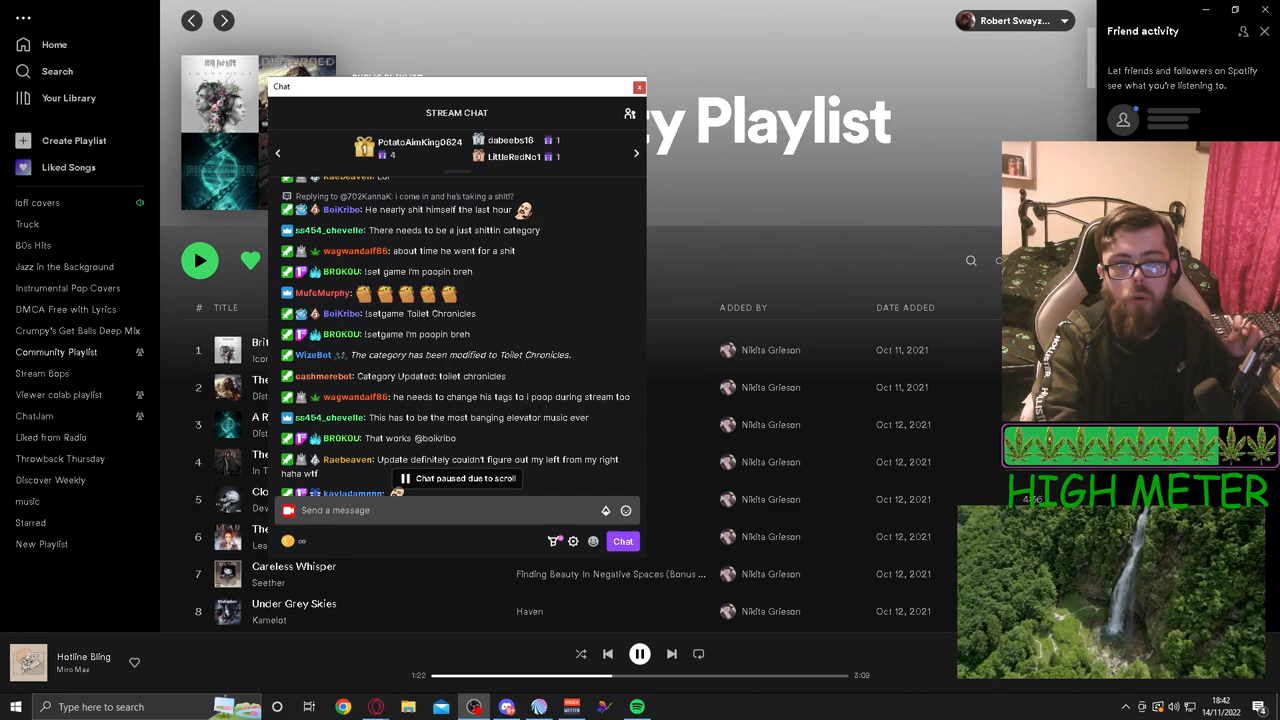 Home
Search
Your Library
Create Playlist
Liked Songs
lofi covers
Truck
80s Hits
Jazz in the Background
Instrumental Pop Covers
DMCA Free with Lyrics
Crumpy's Get Balls Deep Mix
Community Playlist
Stream Bops
Viewer colab playlist
ChatJam
Liked from Radio
Throwback Thursday
Discover Weekly
music
Starred
New Playlist
Robert Swayz...
PUBLIC PLAYLIST
ty Playlist
Chat
STREAM CHAT
PotatoAimKing0624
4
dabeebs16 1
LittleRedNo1 1
Raebeaven: Lol
Replying to @702KannaK: i come in and he's taking a shit!?
BoiKribo: He nearly shit himself the last hour
ss454_chevelle: There needs to be a just shittin category
wagwandalf86: about time he went for a shit
BROKOU: !set game I'm poopin breh
MufcMurphy:
BoiKribo: !setgame Toilet Chronicles
BROKOU: !setgame I'm poopin breh
WizeBot The category has been modified to Toilet Chronicles.
cashmerebot: Category Updated: toilet chronicles
wagwandalf86: he needs to change his tags to i poop during stream too
ss454_chevelle: This has to be the most banging elevator music ever
BROKOU: That works @boikribo
Raebeaven: Update definitely couldn't figure out my left from my right
haha wtf
Chat paused due to scroll
kayladamnnn:
Send a message
Chat
# TITLE
ADDED BY
DATE ADDED
1 Nikita Grieson Oct 11, 2021
2 The Nikita Grieson Oct 11, 2021
3 Nikita Grieson Oct 12, 2021
4 The Nikita Grieson Oct 12, 2021
5 Nikita Grieson Oct 12, 2021
6 The Nikita Grieson Oct 12, 2021
7 Careless Whisper
Seether
Finding Beauty In Negative Spaces (Bonus ...
Nikita Grieson
Oct 12, 2021
8 Under Grey Skies
Kamelot
Haven
Nikita Grieson
Oct 12, 2021
Friend activity
Let friends and followers on Spotify
see what you're listening to.
HOLLISTER
HIGH METER
Hotline Bling
Miro Maa
1:22
3:09
Type here to search
18:42
14/11/2022